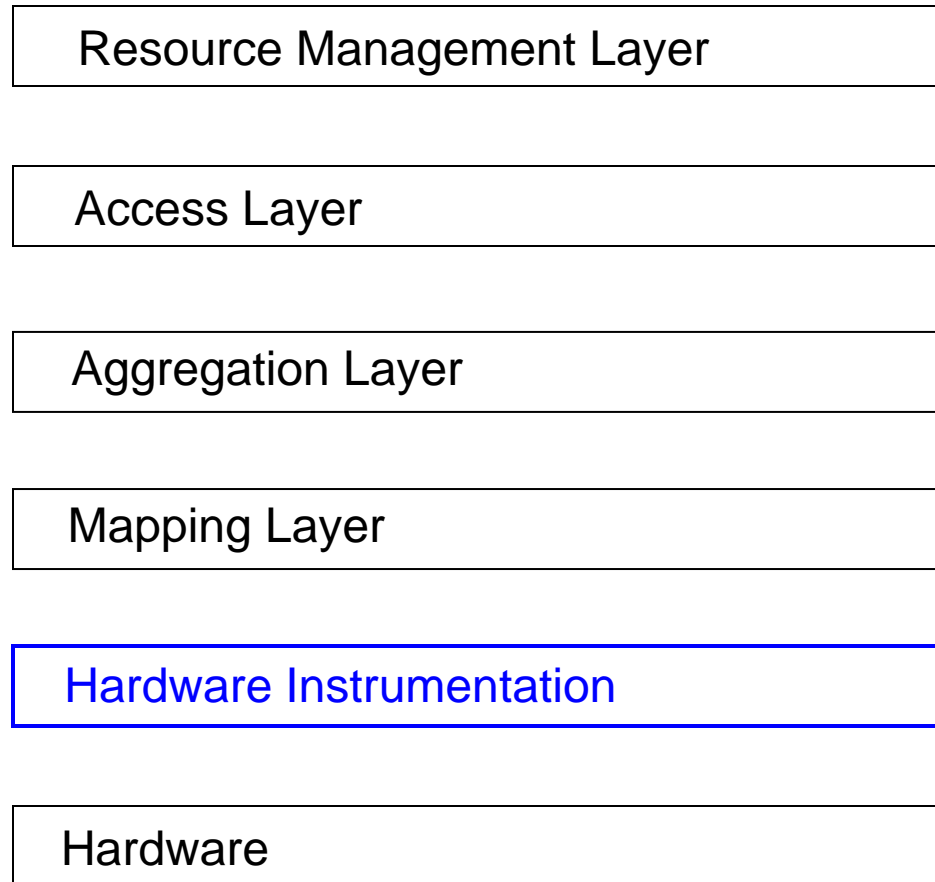 Resource Management Layer
Access Layer
Aggregation Layer
Mapping Layer
Hardware Instrumentation
Hardware